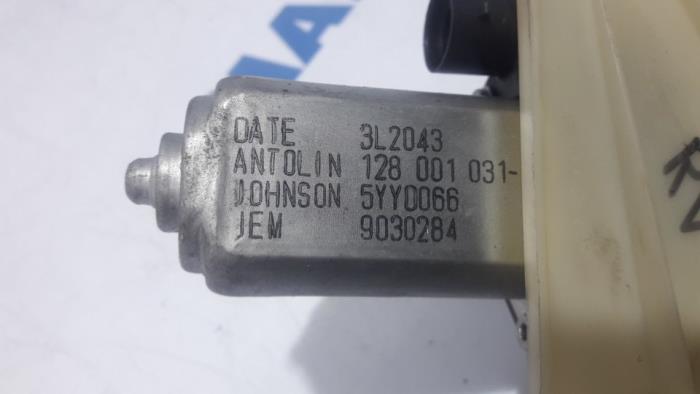 DATE 3L2043
ANTOLIN 128 001 031-
JOHNSON 5YY0066
JEM 9030284